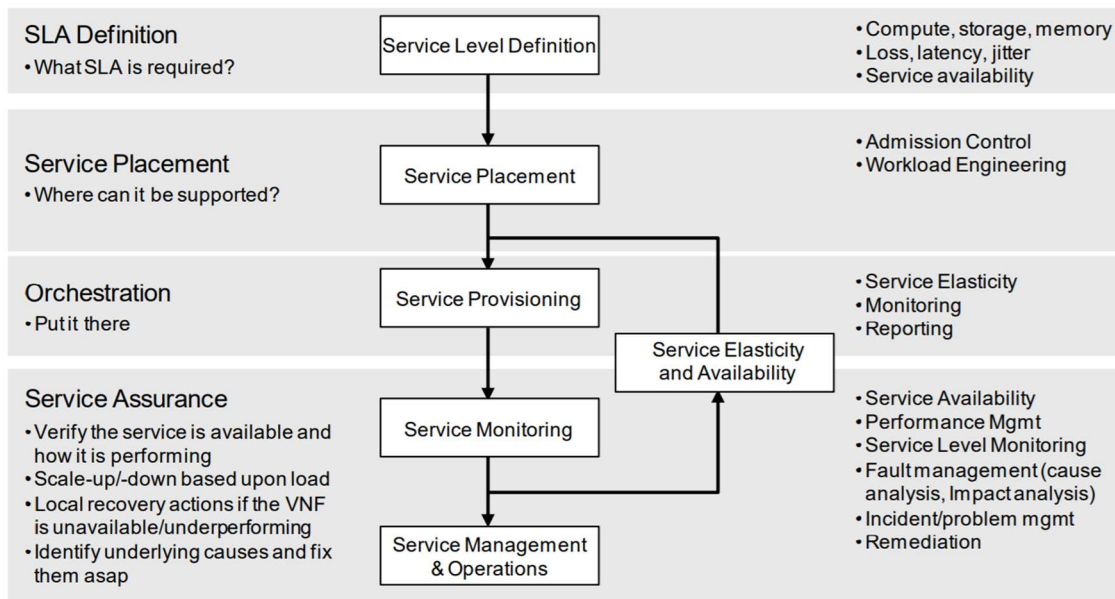 SLA Definition
• What SLA is required?
Service Level Definition
• Compute, storage, memory
• Loss, latency, jitter
• Service availability
Service Placement
• Where can it be supported?
Service Placement
• Admission Control
• Workload Engineering
Orchestration
• Put it there
Service Provisioning
• Service Elasticity
• Monitoring
• Reporting
Service Elasticity
and Availability
Service Assurance
• Verify the service is available and
how it is performing
• Scale-up/-down based upon load
• Local recovery actions if the VNF
is unavailable/underperforming
• Identify underlying causes and fix
them asap
Service Monitoring
Service Management
& Operations
• Service Availability
• Performance Mgmt
• Service Level Monitoring
• Fault management (cause
analysis, Impact analysis)
• Incident/problem mgmt
• Remediation